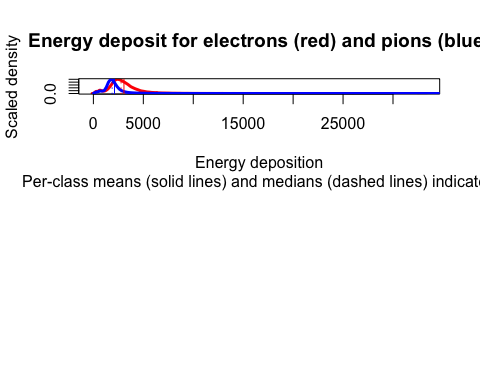 Energy deposit for electrons (red) and pions (blue
Scaled density
0.0
0 5000 15000 25000
Energy deposition
Per-class means (solid lines) and medians (dashed lines) indicate